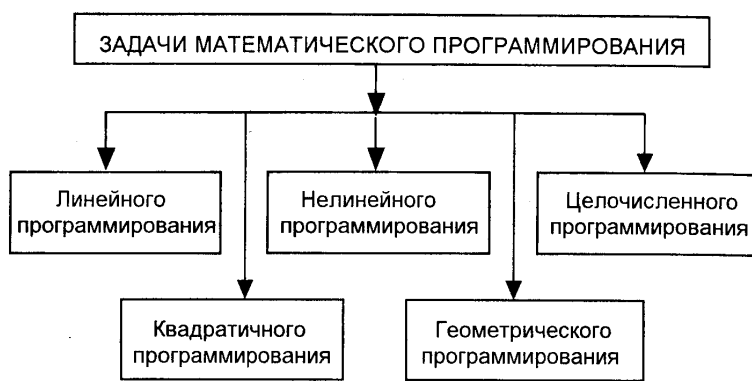 ЗАДАЧИ МАТЕМАТИЧЕСКОГО ПРОГРАММИРОВАНИЯ
Линейного
программирования
Нелинейного
программирования
Целочисленного
программирования
Квадратичного
программирования
Геометрического
программирования